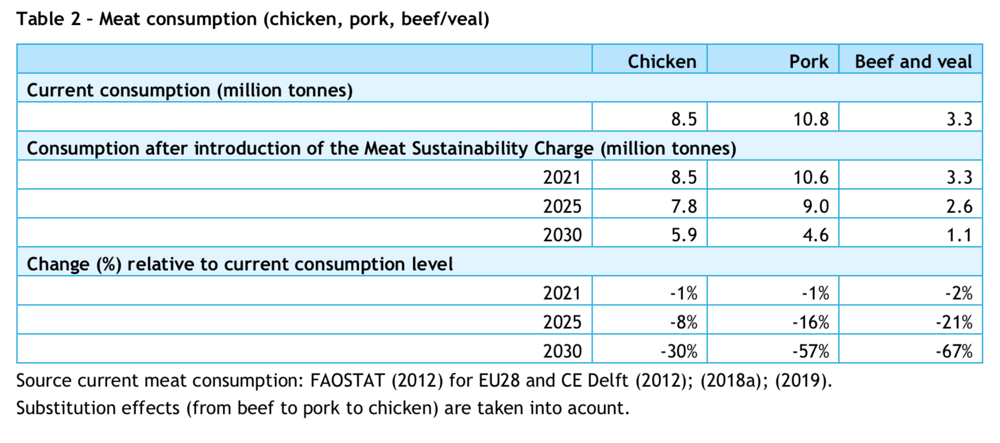 Table 2 – Meat consumption (chicken, pork, beef/veal)
Chicken Pork Beef and veal
Current consumption (million tonnes)
8.5 10.8 3.3
Consumption after introduction of the Meat Sustainability Charge (million tonnes)
2021 8.5 10.6 3.3
2025 7.8 9.0 2.6
2030 5.9 4.6 1.1
Change (%) relative to current consumption level
2021 -1% -1% -2%
2025 -8% -16% -21%
2030 -30% -57% -67%
Source current meat consumption: FAOSTAT (2012) for EU28 and CE Delft (2012); (2018a); (2019).
Substitution effects (from beef to pork to chicken) are taken into acount.